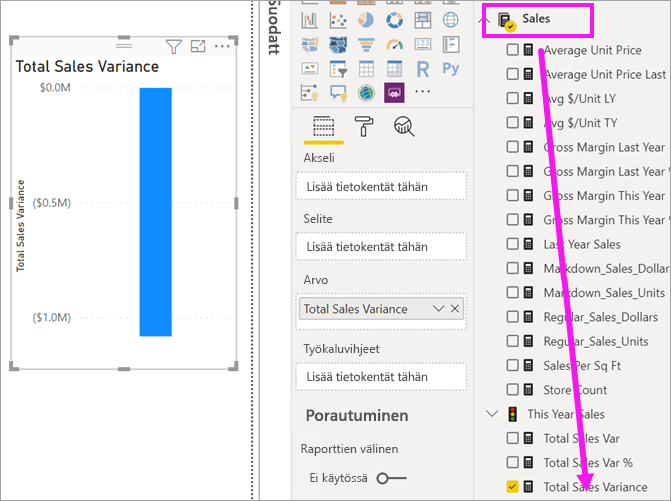 Total Sales Variance
$0.0M
($0.5M)
($1.0M)
Total Sales Variance
Suodatt
R
Py
123
Akseli
Lisää tietokentät tähän
Selite
Lisää tietokentät tähän
Arvo
Total Sales Variance
Työkaluvihjeet
Lisää tietokentät tähän
Porautuminen
Raporttien välinen
Ei käytössä
Sales
Average Unit Price
Average Unit Price Last
Avg $/Unit LY
Avg $/Unit TY
Gross Margin Last Year
Gross Margin Last Year %
Gross Margin This Year
Gross Margin This Year %
Last Year Sales
Markdown_Sales_Dollar
Markdown_Sales_Units
Regular_Sales_Dollars
Regular_Sales_Units
Sales Per Sq Ft
Store Count
This Year Sales
Total Sales Var
Total Sales Var %
Total Sales Variance